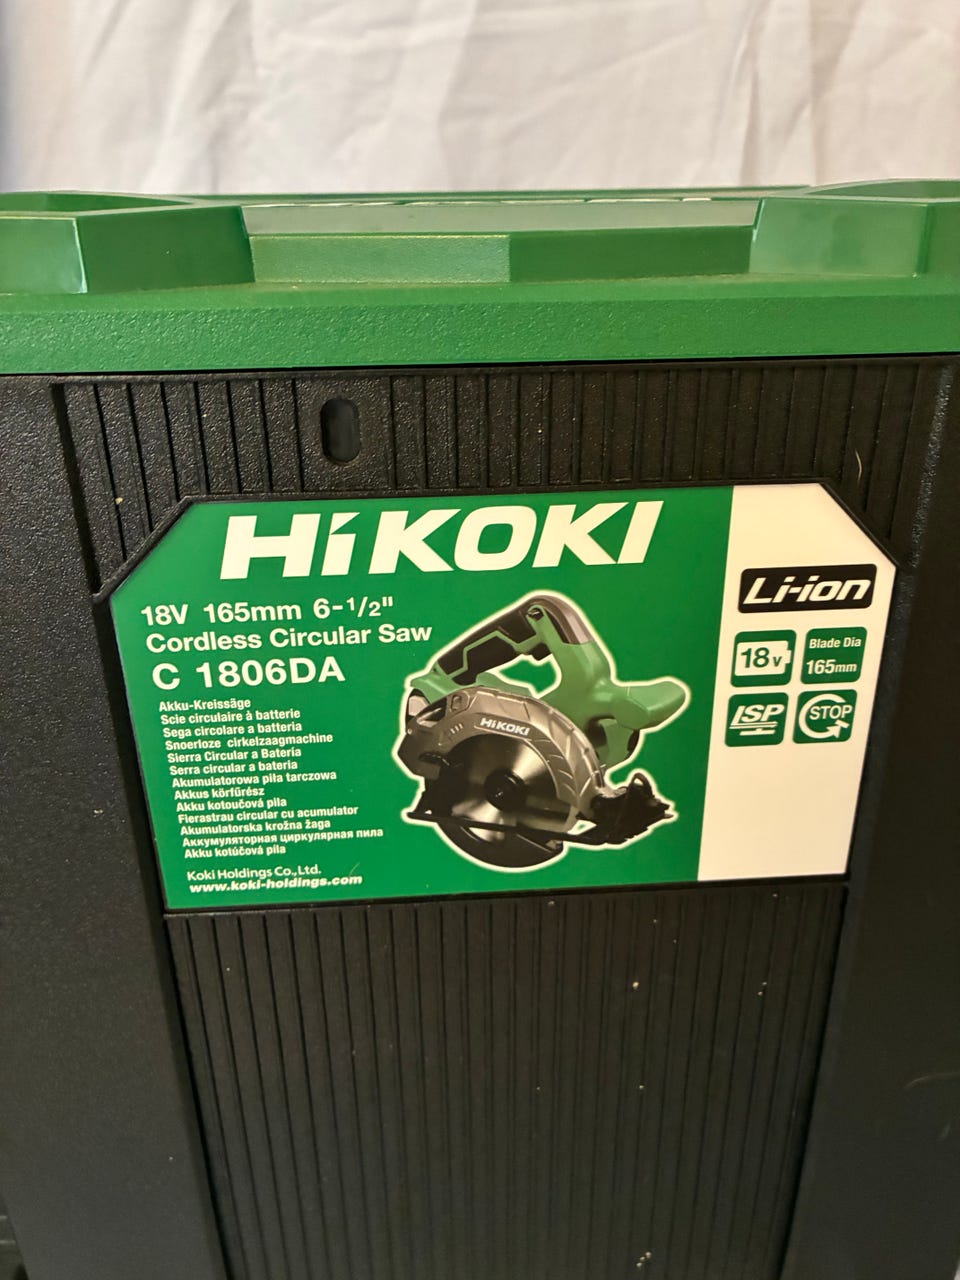 HiKOKI
18V 165mm 6-1/2"
Cordless Circular Saw
C 1806DA
Akku-Kreissäge
Scie circulaire à batterie
Sega circolare a batteria
Snoerloze cirkelzaagmachine
Sierra Circular a Batería
Serra circular a bateria
Akumulatorowa piła tarczowa
Akkus körfűrész
Akku kotoučová pila
Fierastrau circular cu acumulator
Akumulatorska krožna žaga
Аккумуляторная циркулярная пила
Akku kotúčová píla
Koki Holdings Co.,Ltd.
www.koki-holdings.com
HiKOKI
Li-ion
18v
Blade Dia
165mm
ISP
STOP